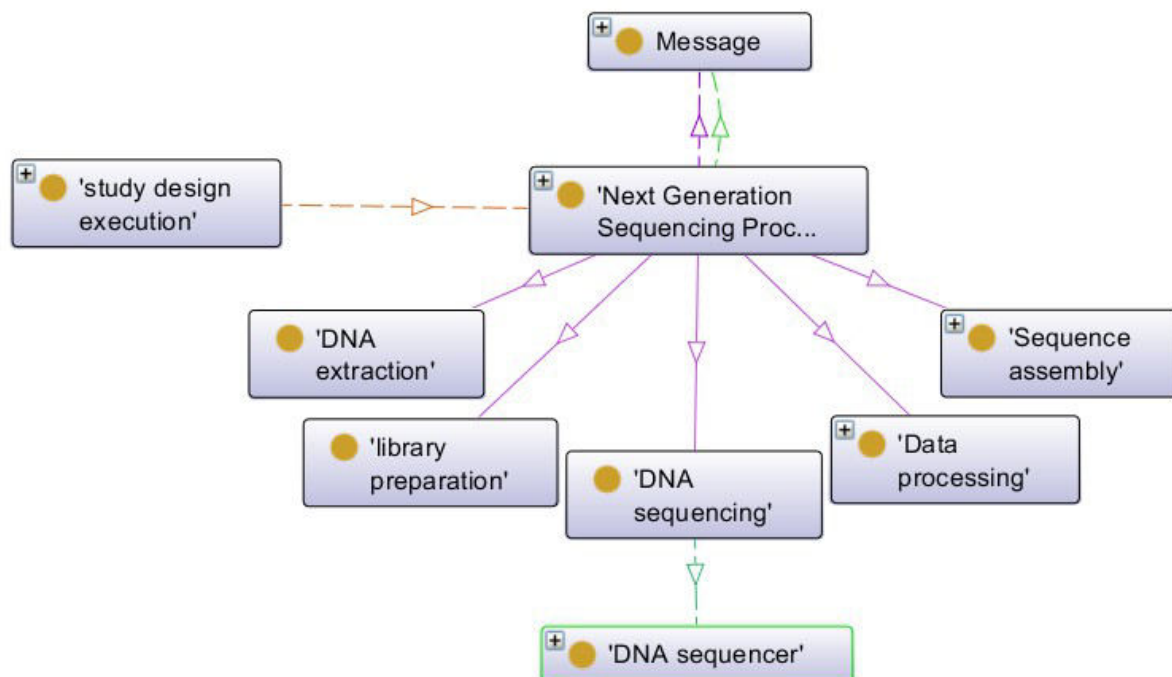 Message
'study design
execution'
'Next Generation
Sequencing Proc...
'DNA
extraction'
'Sequence
assembly'
'library
preparation'
'Data
processing'
'DNA
sequencing'
'DNA sequencer'